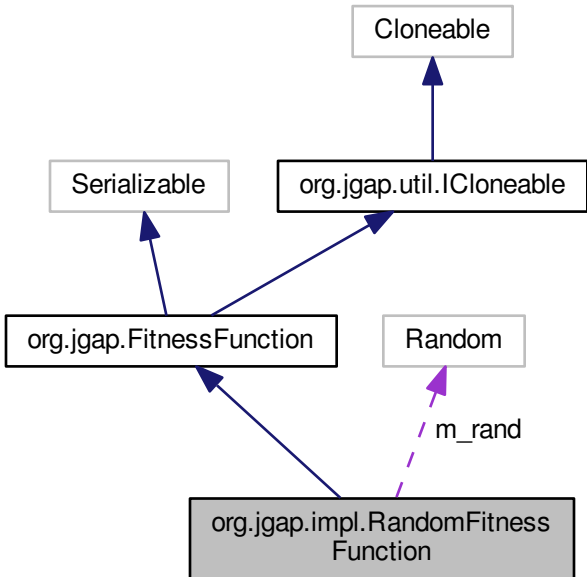 Cloneable
Serializable
org.jgap.util.ICloneable
org.jgap.FitnessFunction
Random
m_rand
org.jgap.impl.RandomFitness
Function